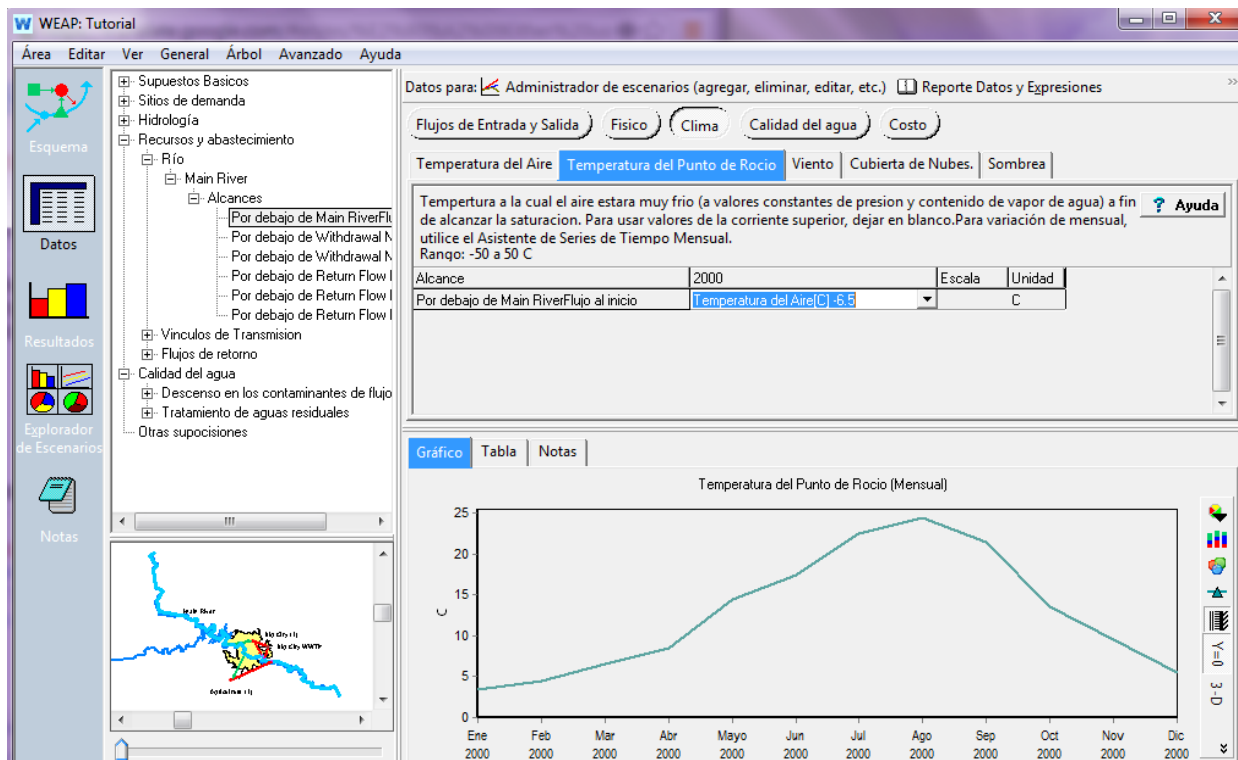 WEAP: Tutorial
Área Editar Ver General Árbol Avanzado Ayuda
Esquema
Datos
Resultados
Explorador
de Escenarios
Notas
Supuestos Basicos
Sitios de demanda
Hidrología
Recursos y abastecimiento
Río
Main River
Alcances
Por debajo de Main RiverFlu
Por debajo de Withdrawal N
Por debajo de Withdrawal N
Por debajo de Return Flow I
Por debajo de Return Flow I
Por debajo de Return Flow I
Vinculos de Transmision
Flujos de retorno
Calidad del agua
Descenso en los contaminantes de flujo
Tratamiento de aguas residuales
Otras suposicisiones
Main River
Big City WWTP
Datos para: Administrador de escenarios (agregar, eliminar, editar, etc.) Reporte Datos y Expresiones
Flujos de Entrada y Salida Fisico Clima Calidad del agua Costo
Temperatura del Aire Temperatura del Punto de Rocio Viento Cubierta de Nubes. Sombrea
Tempertura a la cual el aire estara muy frio (a valores constantes de presion y contenido de vapor de agua) a fin
de alcanzar la saturacion. Para usar valores de la corriente superior, dejar en blanco.Para variación de mensual,
utilice el Asistente de Series de Tiempo Mensual.
Rango: -50 a 50 C
? Ayuda
Alcance 2000 Escala Unidad
Por debajo de Main RiverFlujo al inicio Temperatura del Aire[C] -6.5 C
Gráfico Tabla Notas
Temperatura del Punto de Rocio (Mensual)
C
25
20
15
10
5
0
Ene Feb Mar Abr Mayo Jun Jul Ago Sep Oct Nov Dic
2000 2000 2000 2000 2000 2000 2000 2000 2000 2000 2000 2000
Y=0
3-D